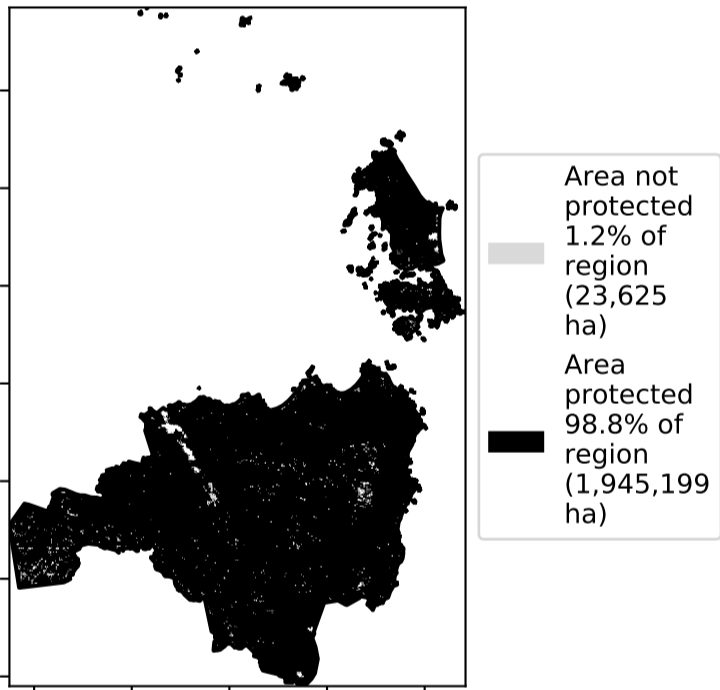 Area not
protected
1.2% of
region
(23,625
ha)
Area
protected
98.8% of
region
(1,945,199
ha)